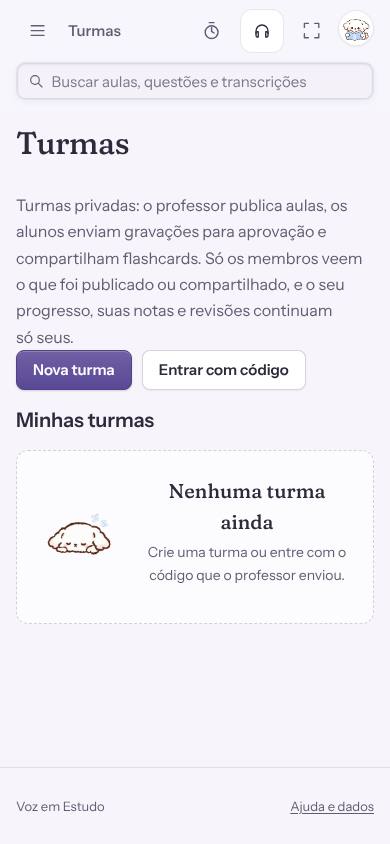 Turmas
Buscar aulas, questões e transcrições
Turmas
Turmas privadas: o professor publica aulas, os
alunos enviam gravações para aprovação e
compartilham flashcards. Só os membros veem
o que foi publicado ou compartilhado, e o seu
progresso, suas notas e revisões continuam
só seus.
Nova turma
Entrar com código
Minhas turmas
Nenhuma turma
ainda
Crie uma turma ou entre com o
código que o professor enviou.
Voz em Estudo
Ajuda e dados